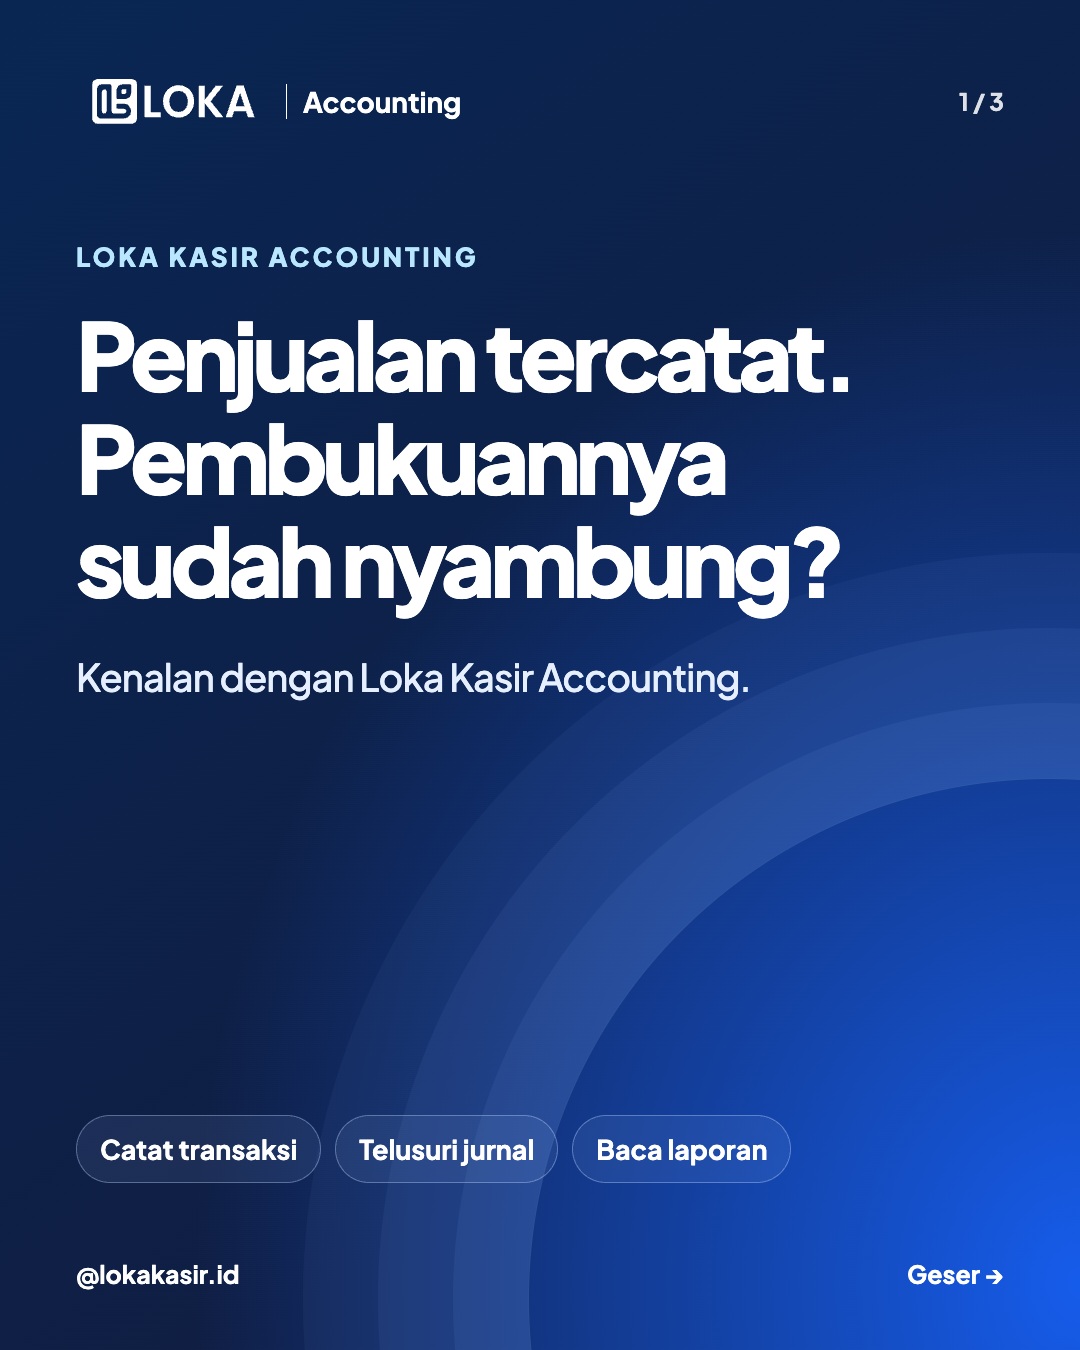 LOKA | Accounting
1/3
LOKA KASIR ACCOUNTING
Penjualan tercatat.
Pembukuannya
sudah nyambung?
Kenalan dengan Loka Kasir Accounting.
Catat transaksi
Telusuri jurnal
Baca laporan
@lokakasir.id
Geser →